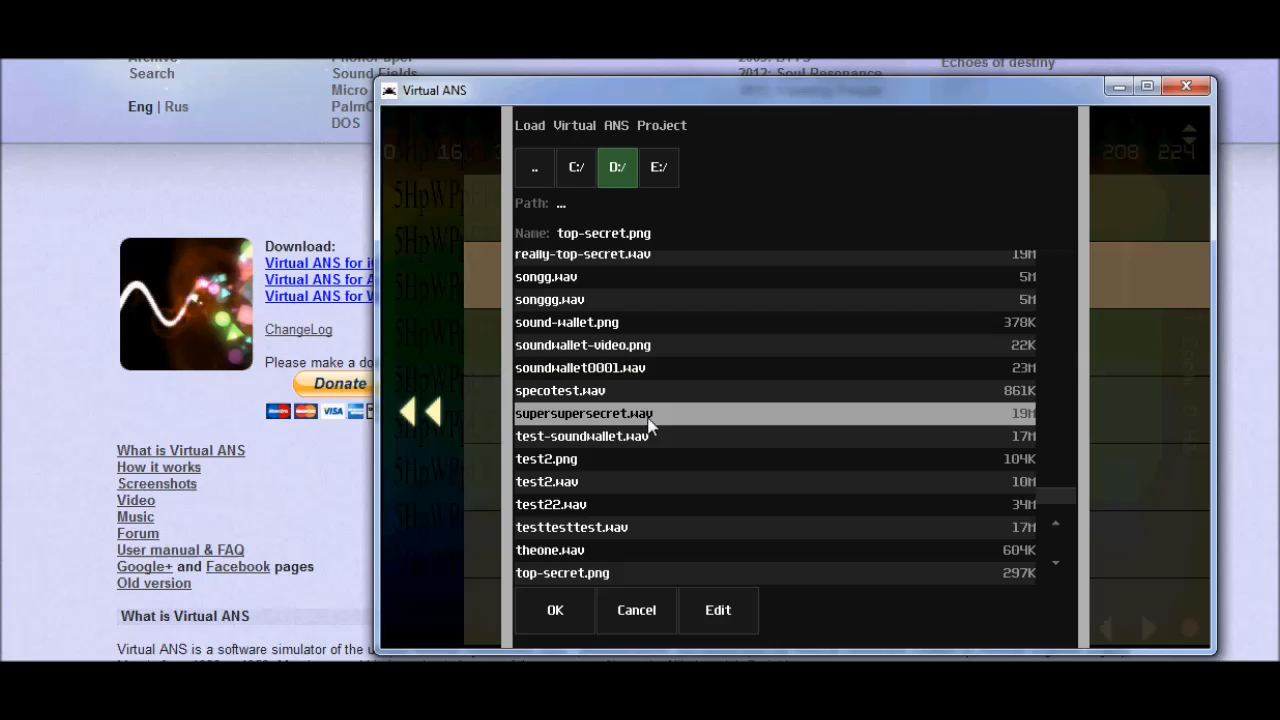 Search
Sound Fields
2012: Soul Resonance
Echoes of destiny
Virtual ANS
Eng | Rus
Micro
PalmC
DOS
Load Virtual ANS Project
0 16
208 224
.. C:/ D:/ E:/
Path: …
Name: top-secret.png
5HpWPp
really-top-secret.wav 19M
songg.wav 5M
songgg.wav 5M
sound-wallet.png 378K
soundwallet-video.png 22K
soundwallet0001.wav 23M
specotest.wav 861K
supersupersecret.wav 19M
test-soundwallet.wav 17M
test2.png 104K
test2.wav 10M
test22.wav 34M
testtesttest.wav 17M
theone.wav 604K
top-secret.png 297K
OK Cancel Edit
Download:
Virtual ANS for i
Virtual ANS for A
Virtual ANS for W
ChangeLog
Please make a do
Donate
VISA
What is Virtual ANS
How it works
Screenshots
Video
Music
Forum
User manual & FAQ
Google+ and Facebook pages
Old version
What is Virtual ANS
Virtual ANS is a software simulator of the u